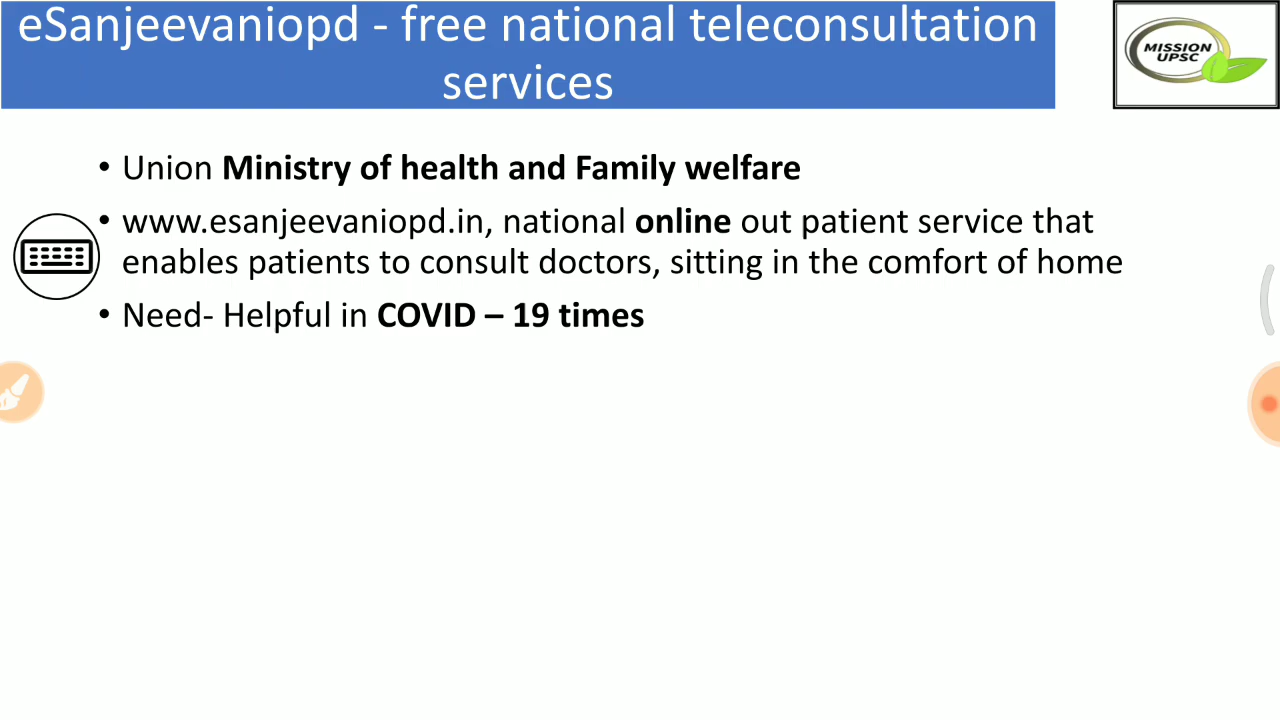 eSanjeevaniopd - free national teleconsultation
services
MISSION
UPSC
• Union Ministry of health and Family welfare
• www.esanjeevaniopd.in, national online out patient service that
enables patients to consult doctors, sitting in the comfort of home
• Need- Helpful in COVID – 19 times